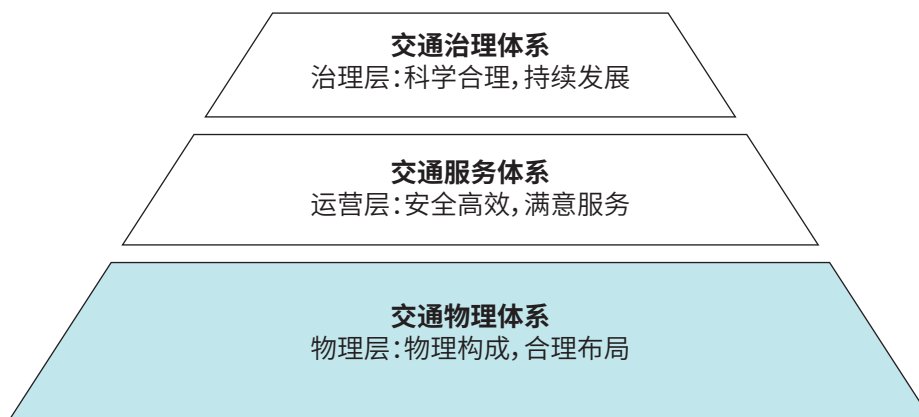 交通治理体系
治理层：科学合理，持续发展
交通服务体系
运营层：安全高效，满意服务
交通物理体系
物理层：物理构成，合理布局